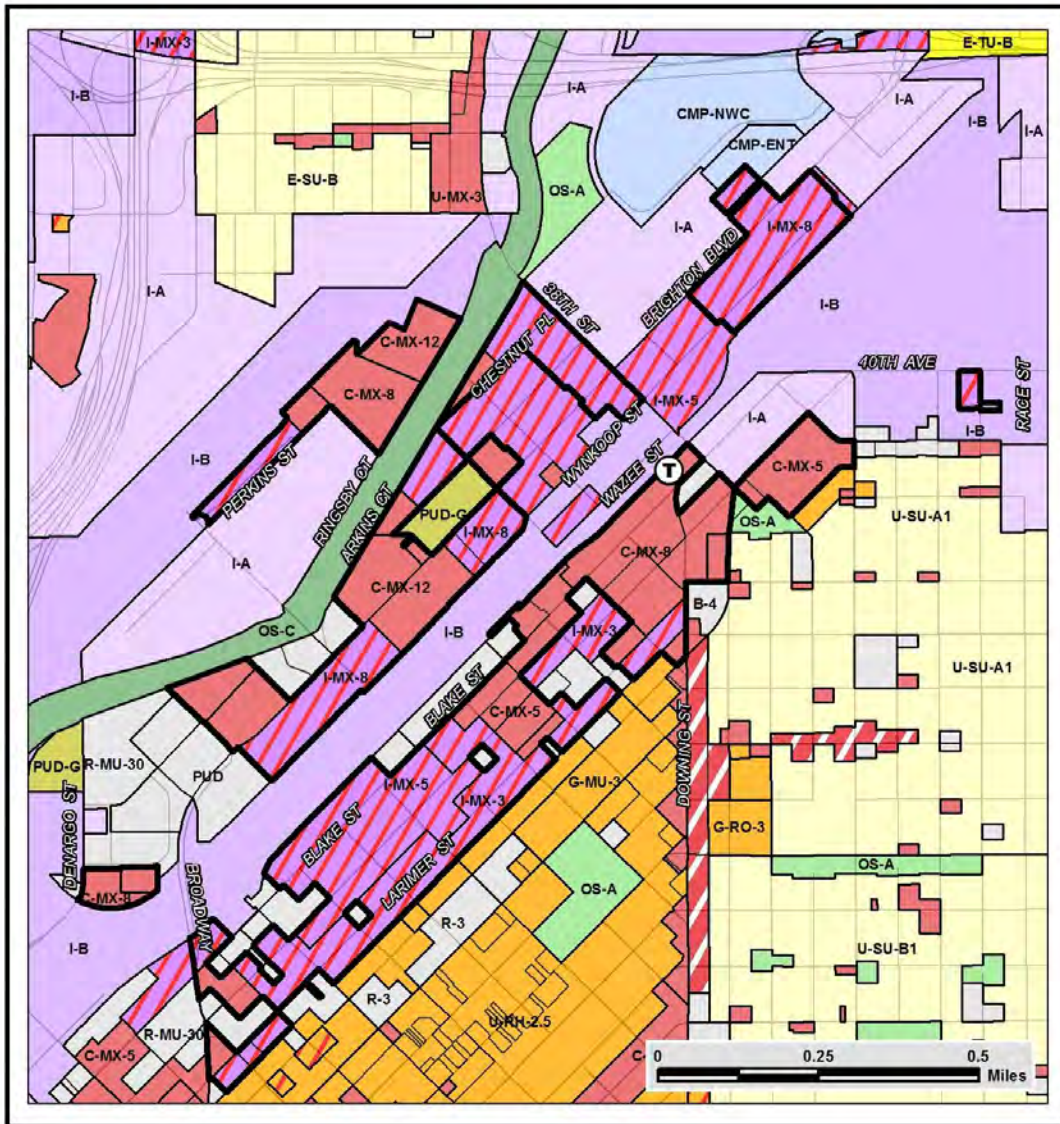 I-MX-3
E-TU-B
I-B
I-A
I-A
CMP-NWC
I-B
I-A
CMP-ENT
E-SU-B
U-MX-3
OS-A
I-A
I-MX-8
BRIGHTON BLVD
I-A
38TH ST
I-B
CHESTNUT PL
C-MX-12
C-MX-8
40TH AVE
RACE ST
I-MX-5
I-A
WYNKOOP ST
I-B
I-B
PERKINS ST
WAZEE ST
T
C-MX-5
RINGSBY CT
ARKINS CT
PUD-G
I-MX-8
OS-A
U-SU-A1
I-A
C-MX-8
C-MX-12
B-4
I-B
I-MX-3
OS-C
U-SU-A1
I-MX-8
BLAKE ST
C-MX-5
PUD-G
R-MU-30
PUD
I-MX-5
G-MU-3
DOWNING ST
DENARGO ST
I-MX-3
BLAKE ST
G-RO-3
LARIMER ST
OS-A
OS-A
C-MX-8
BROADWAY
R-3
I-B
U-SU-B1
R-3
U-RH-2.5
R-MU-30
C-MX-5
0
0.25
0.5
Miles